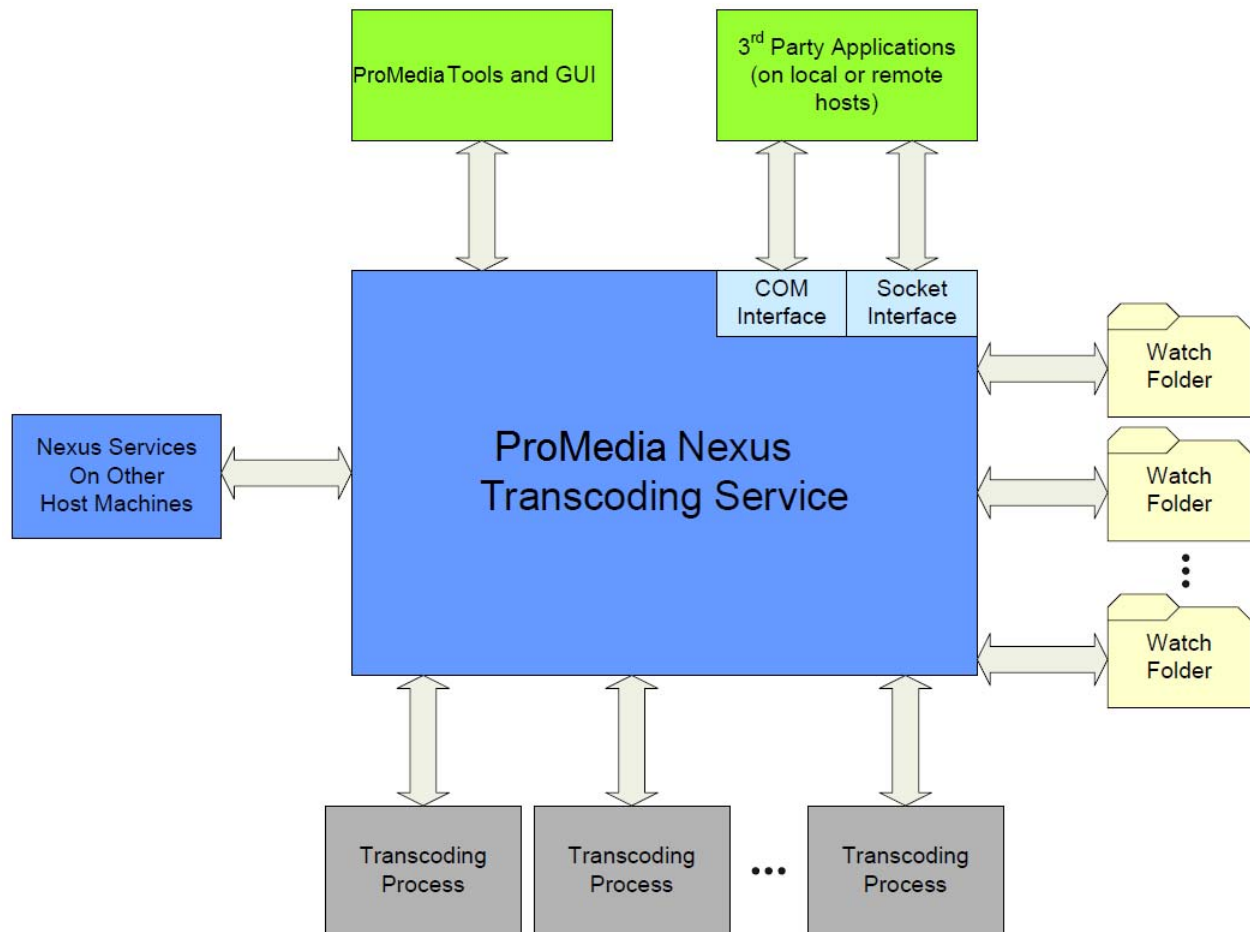 ProMedia Tools and GUI
3rd Party Applications
(on local or remote
hosts)
COM
Interface
Socket
Interface
Watch
Folder
Nexus Services
On Other
Host Machines
ProMedia Nexus
Transcoding Service
Watch
Folder
Watch
Folder
Transcoding
Process
Transcoding
Process
Transcoding
Process